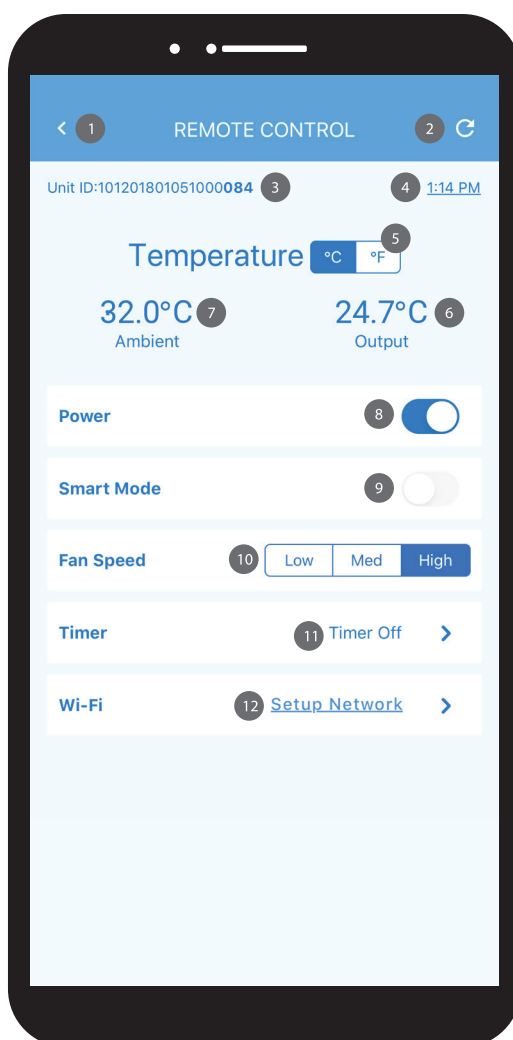 1 REMOTE CONTROL 2
Unit ID:101201801051000084 3 4 1:14 PM
Temperature °C °F 5
32.0°C 7 24.7°C 6
Ambient Output
Power 8
Smart Mode 9
Fan Speed 10 Low Med High
Timer 11 Timer Off
Wi-Fi 12 Setup Network